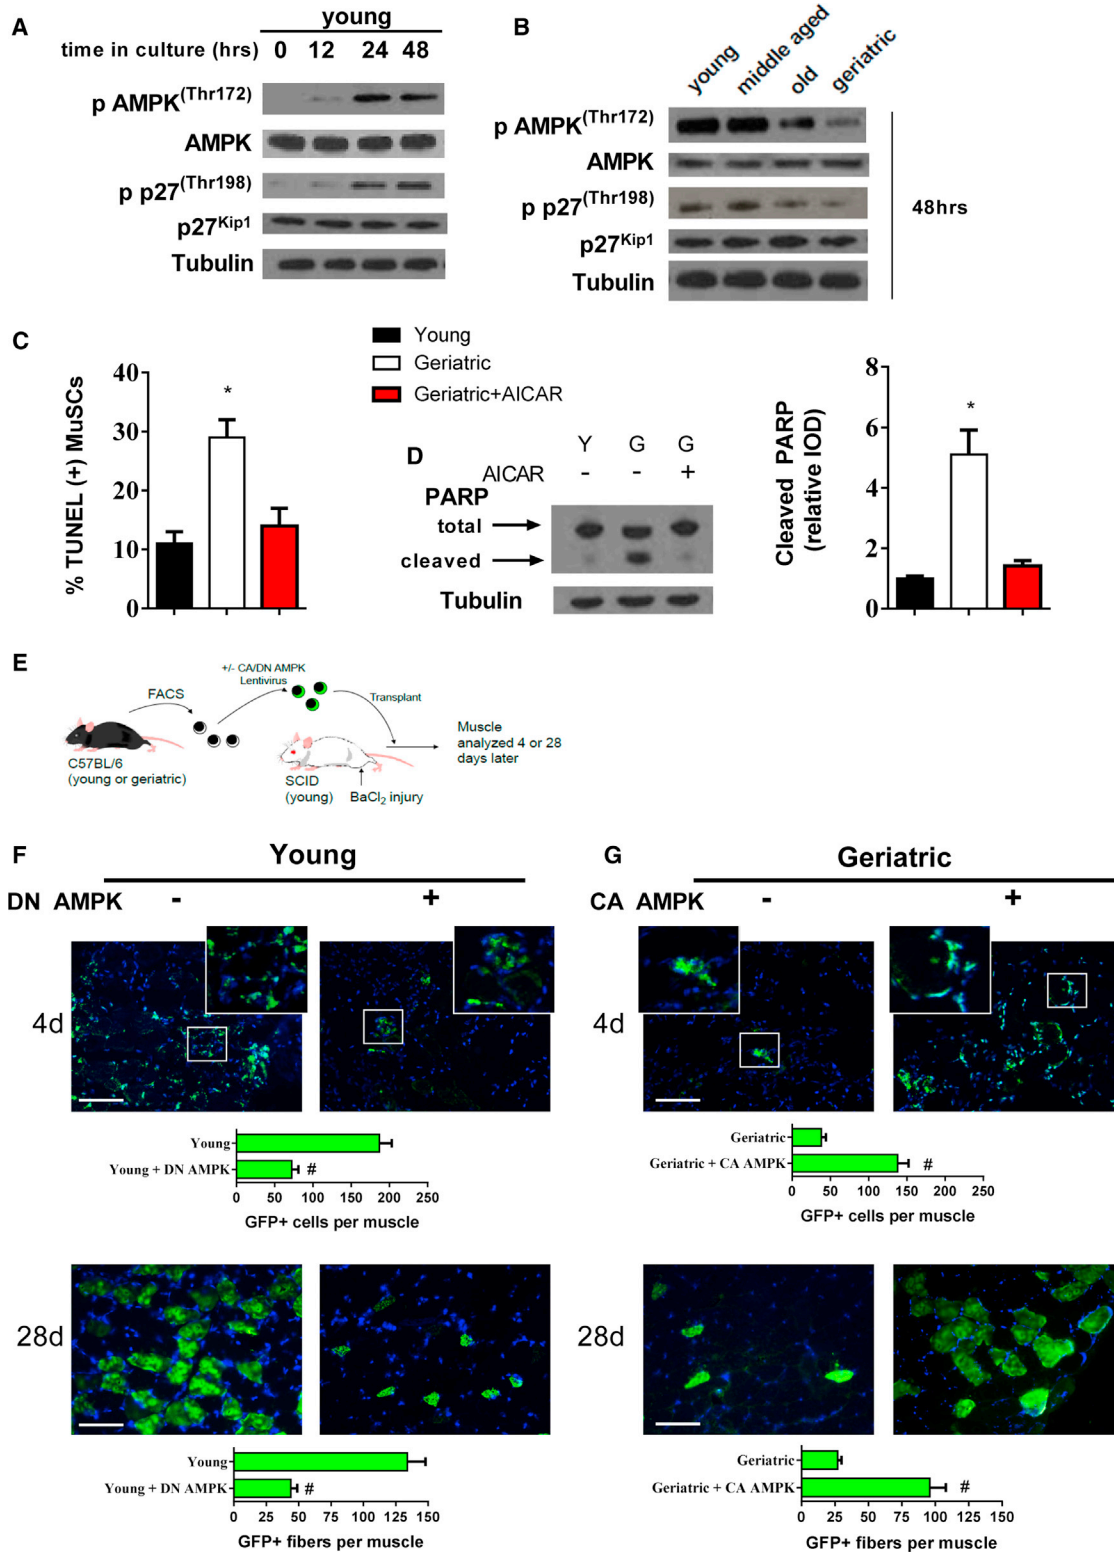 A
young
time in culture (hrs) 0 12 24 48
p AMPK(Thr172)
AMPK
p p27(Thr198)
p27Kip1
Tubulin
B
young
middle aged
old
geriatric
p AMPK(Thr172)
AMPK
p p27(Thr198)
p27Kip1
Tubulin
48hrs
C
Young
Geriatric
Geriatric+AICAR
% TUNEL (+) MuSCs
40
30
20
10
0
*
D
Y G G
AICAR - - +
PARP
total
cleaved
Tubulin
Cleaved PARP
(relative IOD)
8
6
4
2
0
*
E
C57BL/6
(young or geriatric)
FACS
+/- CA/DN AMPK
Lentivirus
Transplant
SCID
(young)
BaCl2 injury
Muscle
analyzed 4 or 28
days later
F
Young
DN AMPK - +
4d
Young
Young + DN AMPK #
0 50 100 150 200 250
GFP+ cells per muscle
28d
Young
Young + DN AMPK #
0 25 50 75 100 125 150
GFP+ fibers per muscle
G
Geriatric
CA AMPK - +
4d
Geriatric
Geriatric + CA AMPK #
0 50 100 150 200 250
GFP+ cells per muscle
28d
Geriatric
Geriatric + CA AMPK #
0 25 50 75 100 125 150
GFP+ fibers per muscle